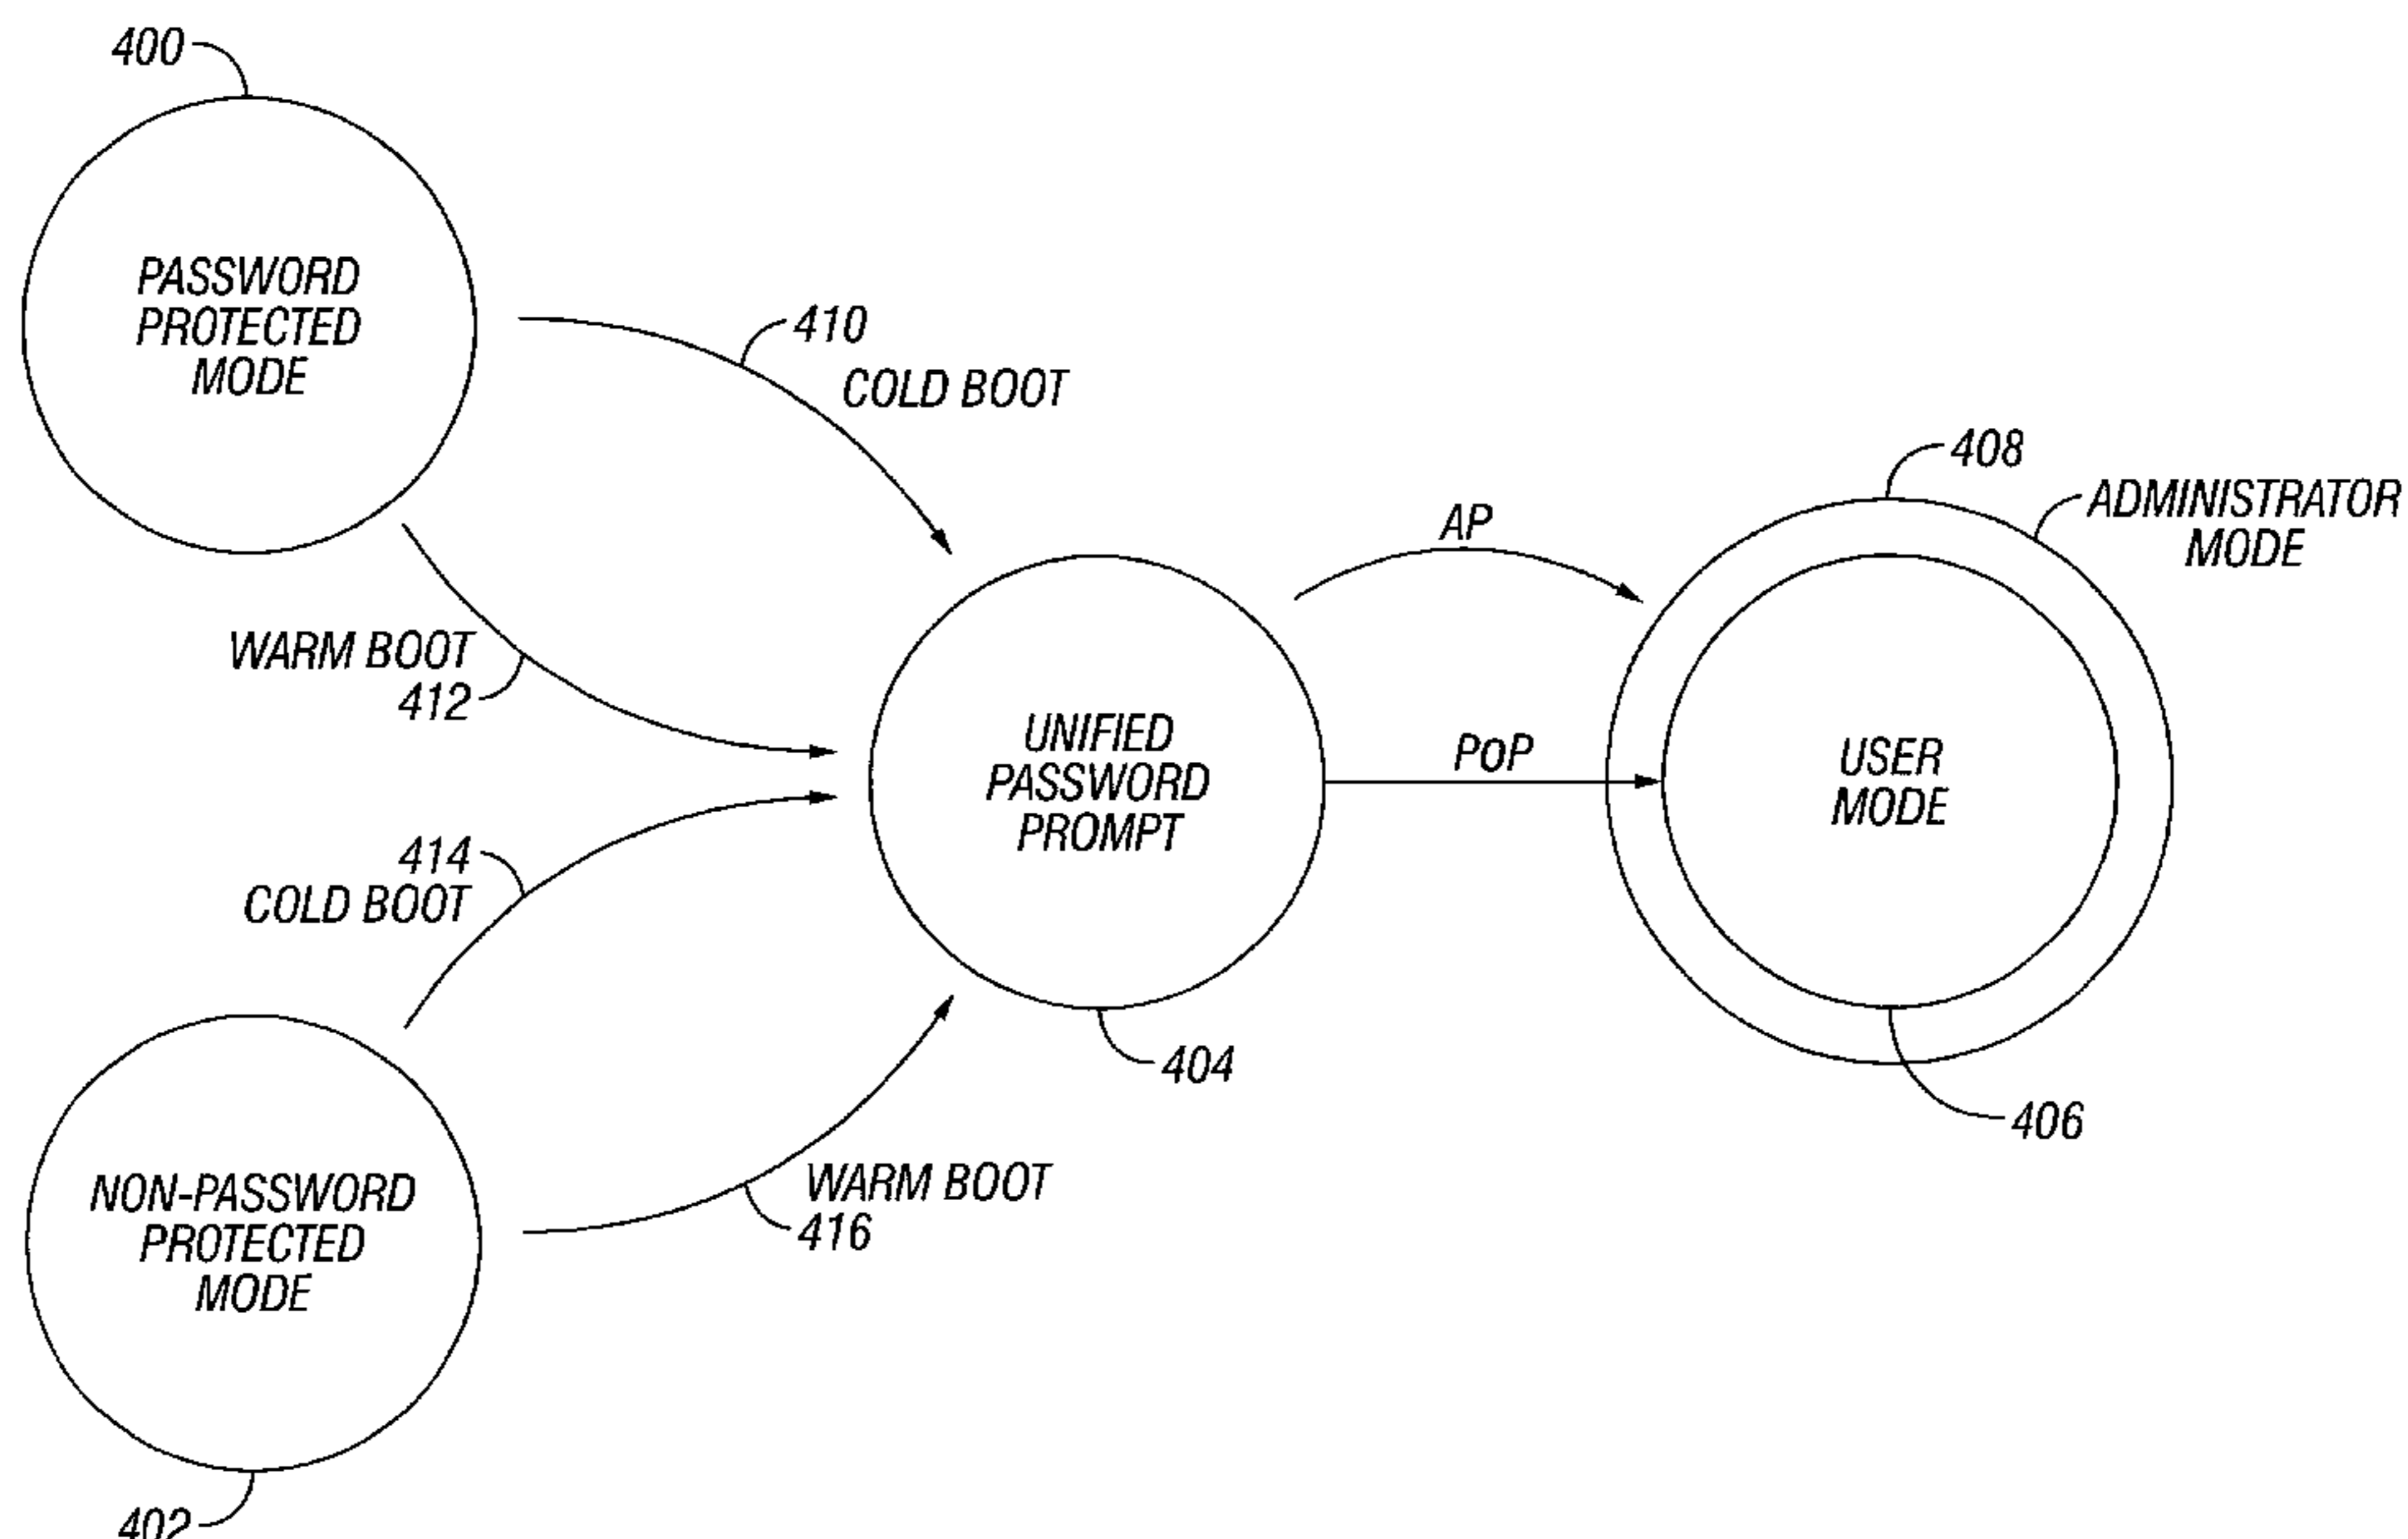 400
PASSWORD
PROTECTED
MODE
410
COLD BOOT
WARM BOOT
412
414
COLD BOOT
NON-PASSWORD
PROTECTED
MODE
402
WARM BOOT
416
UNIFIED
PASSWORD
PROMPT
404
AP
POP
408
ADMINISTRATOR
MODE
USER
MODE
406